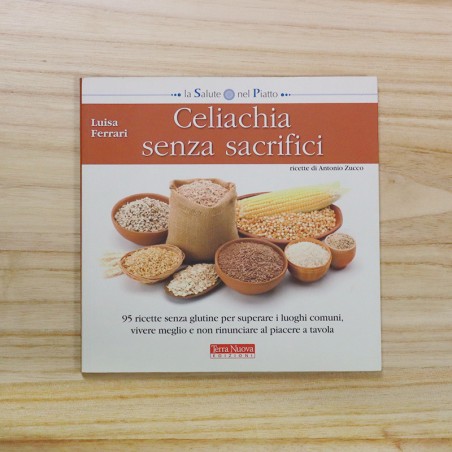 la Salute nel Piatto
Luisa
Ferrari
Celiachia
senza sacrifici
ricette di Antonio Zucco
95 ricette senza glutine per superare i luoghi comuni,
vivere meglio e non rinunciare al piacere a tavola
Terra Nuova
EDIZIONI